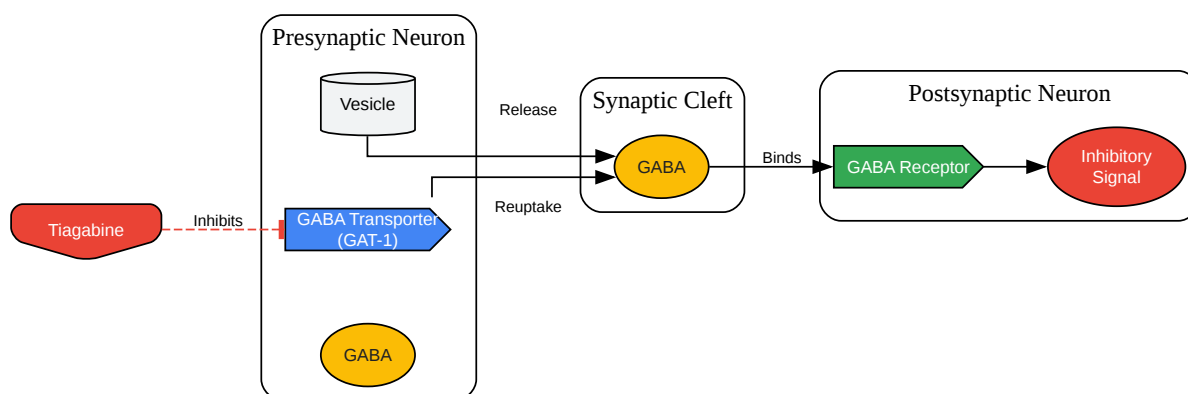 Presynaptic Neuron
Vesicle
Release
Synaptic Cleft
GABA
Postsynaptic Neuron
Binds
GABA Receptor
Inhibitory
Signal
Reuptake
Tiagabine
Inhibits
GABA Transporter
(GAT-1)
GABA